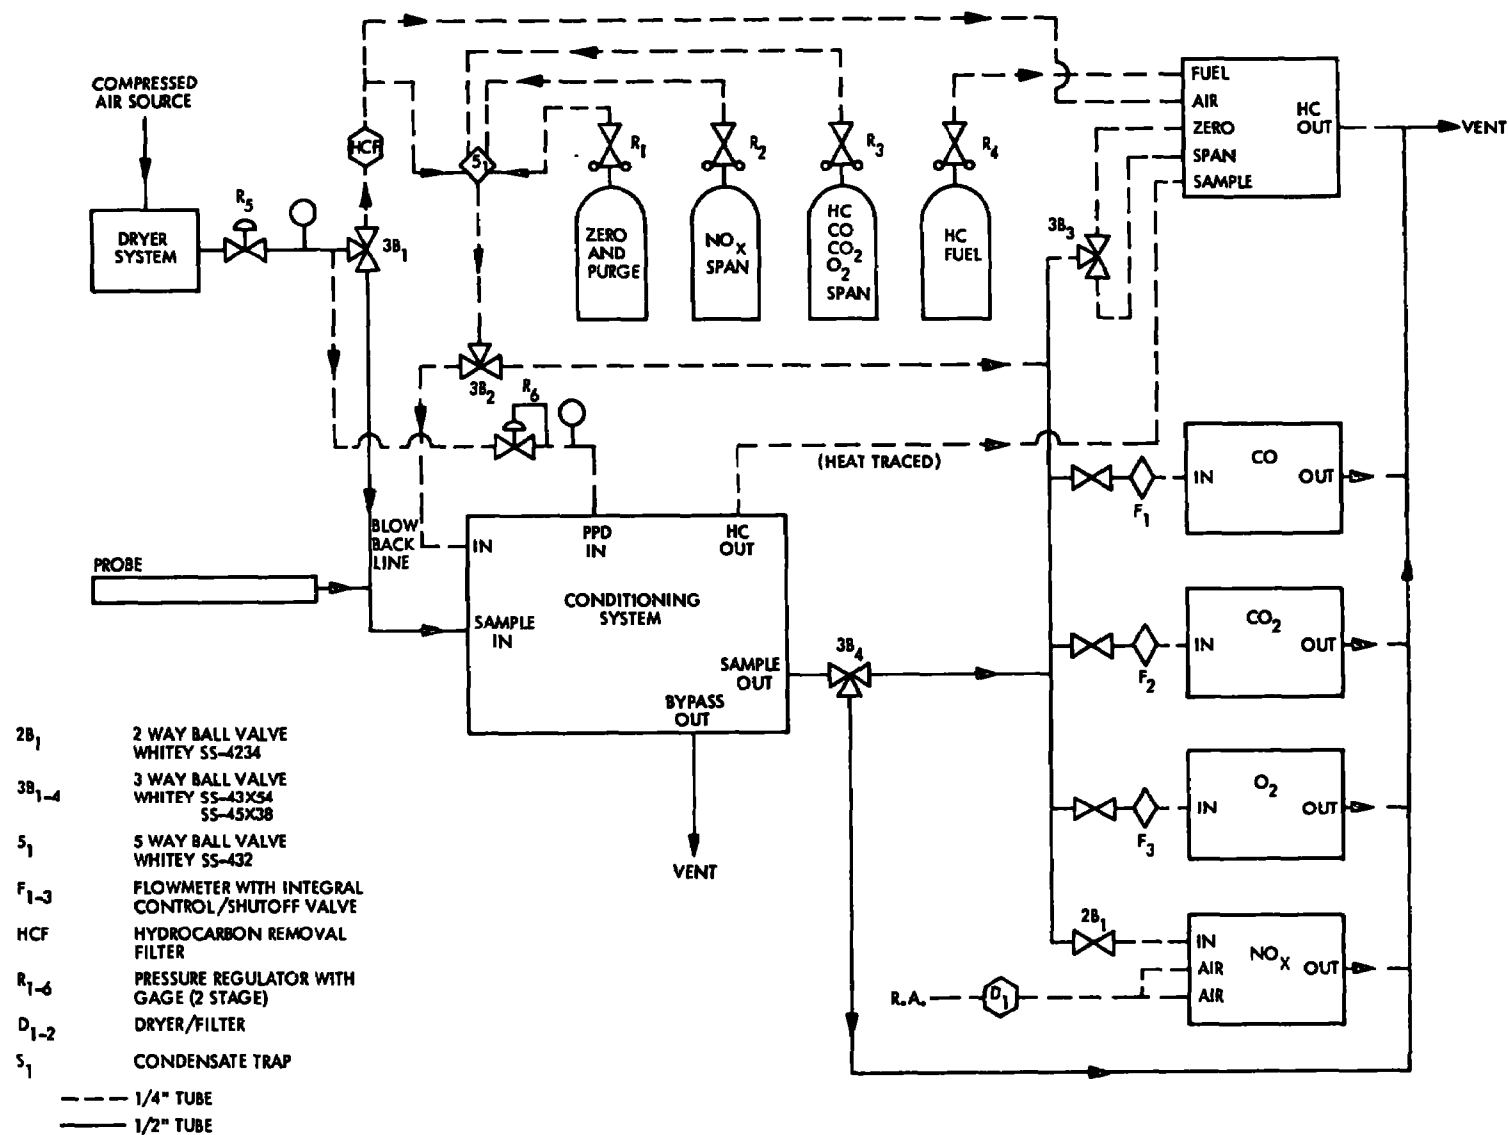 COMPRESSED
AIR SOURCE
DRYER
SYSTEM
R5
3B1
HCF
51
R1
R2
R3
R4
ZERO
AND
PURGE
NOX
SPAN
HC
CO
CO2
O2
SPAN
HC
FUEL
FUEL
AIR
ZERO
SPAN
SAMPLE
HC
OUT
VENT
3B3
3B2
R6
(HEAT TRACED)
BLOW
BACK
LINE
PROBE
IN
PPD
IN
HC
OUT
CONDITIONING
SYSTEM
SAMPLE
IN
SAMPLE
OUT
BYPASS
OUT
VENT
3B4
F1
IN
CO
OUT
F2
IN
CO2
OUT
F3
IN
O2
OUT
2B1
IN
AIR
AIR
NOX
OUT
R.A.
D1
2B1 2 WAY BALL VALVE
WHITEY SS-4234
3B1-4 3 WAY BALL VALVE
WHITEY SS-43X54
SS-45X38
51 5 WAY BALL VALVE
WHITEY SS-432
F1-3 FLOWMETER WITH INTEGRAL
CONTROL/SHUTOFF VALVE
HCF HYDROCARBON REMOVAL
FILTER
R1-6 PRESSURE REGULATOR WITH
GAGE (2 STAGE)
D1-2 DRYER/FILTER
S1 CONDENSATE TRAP
1/4" TUBE
1/2" TUBE